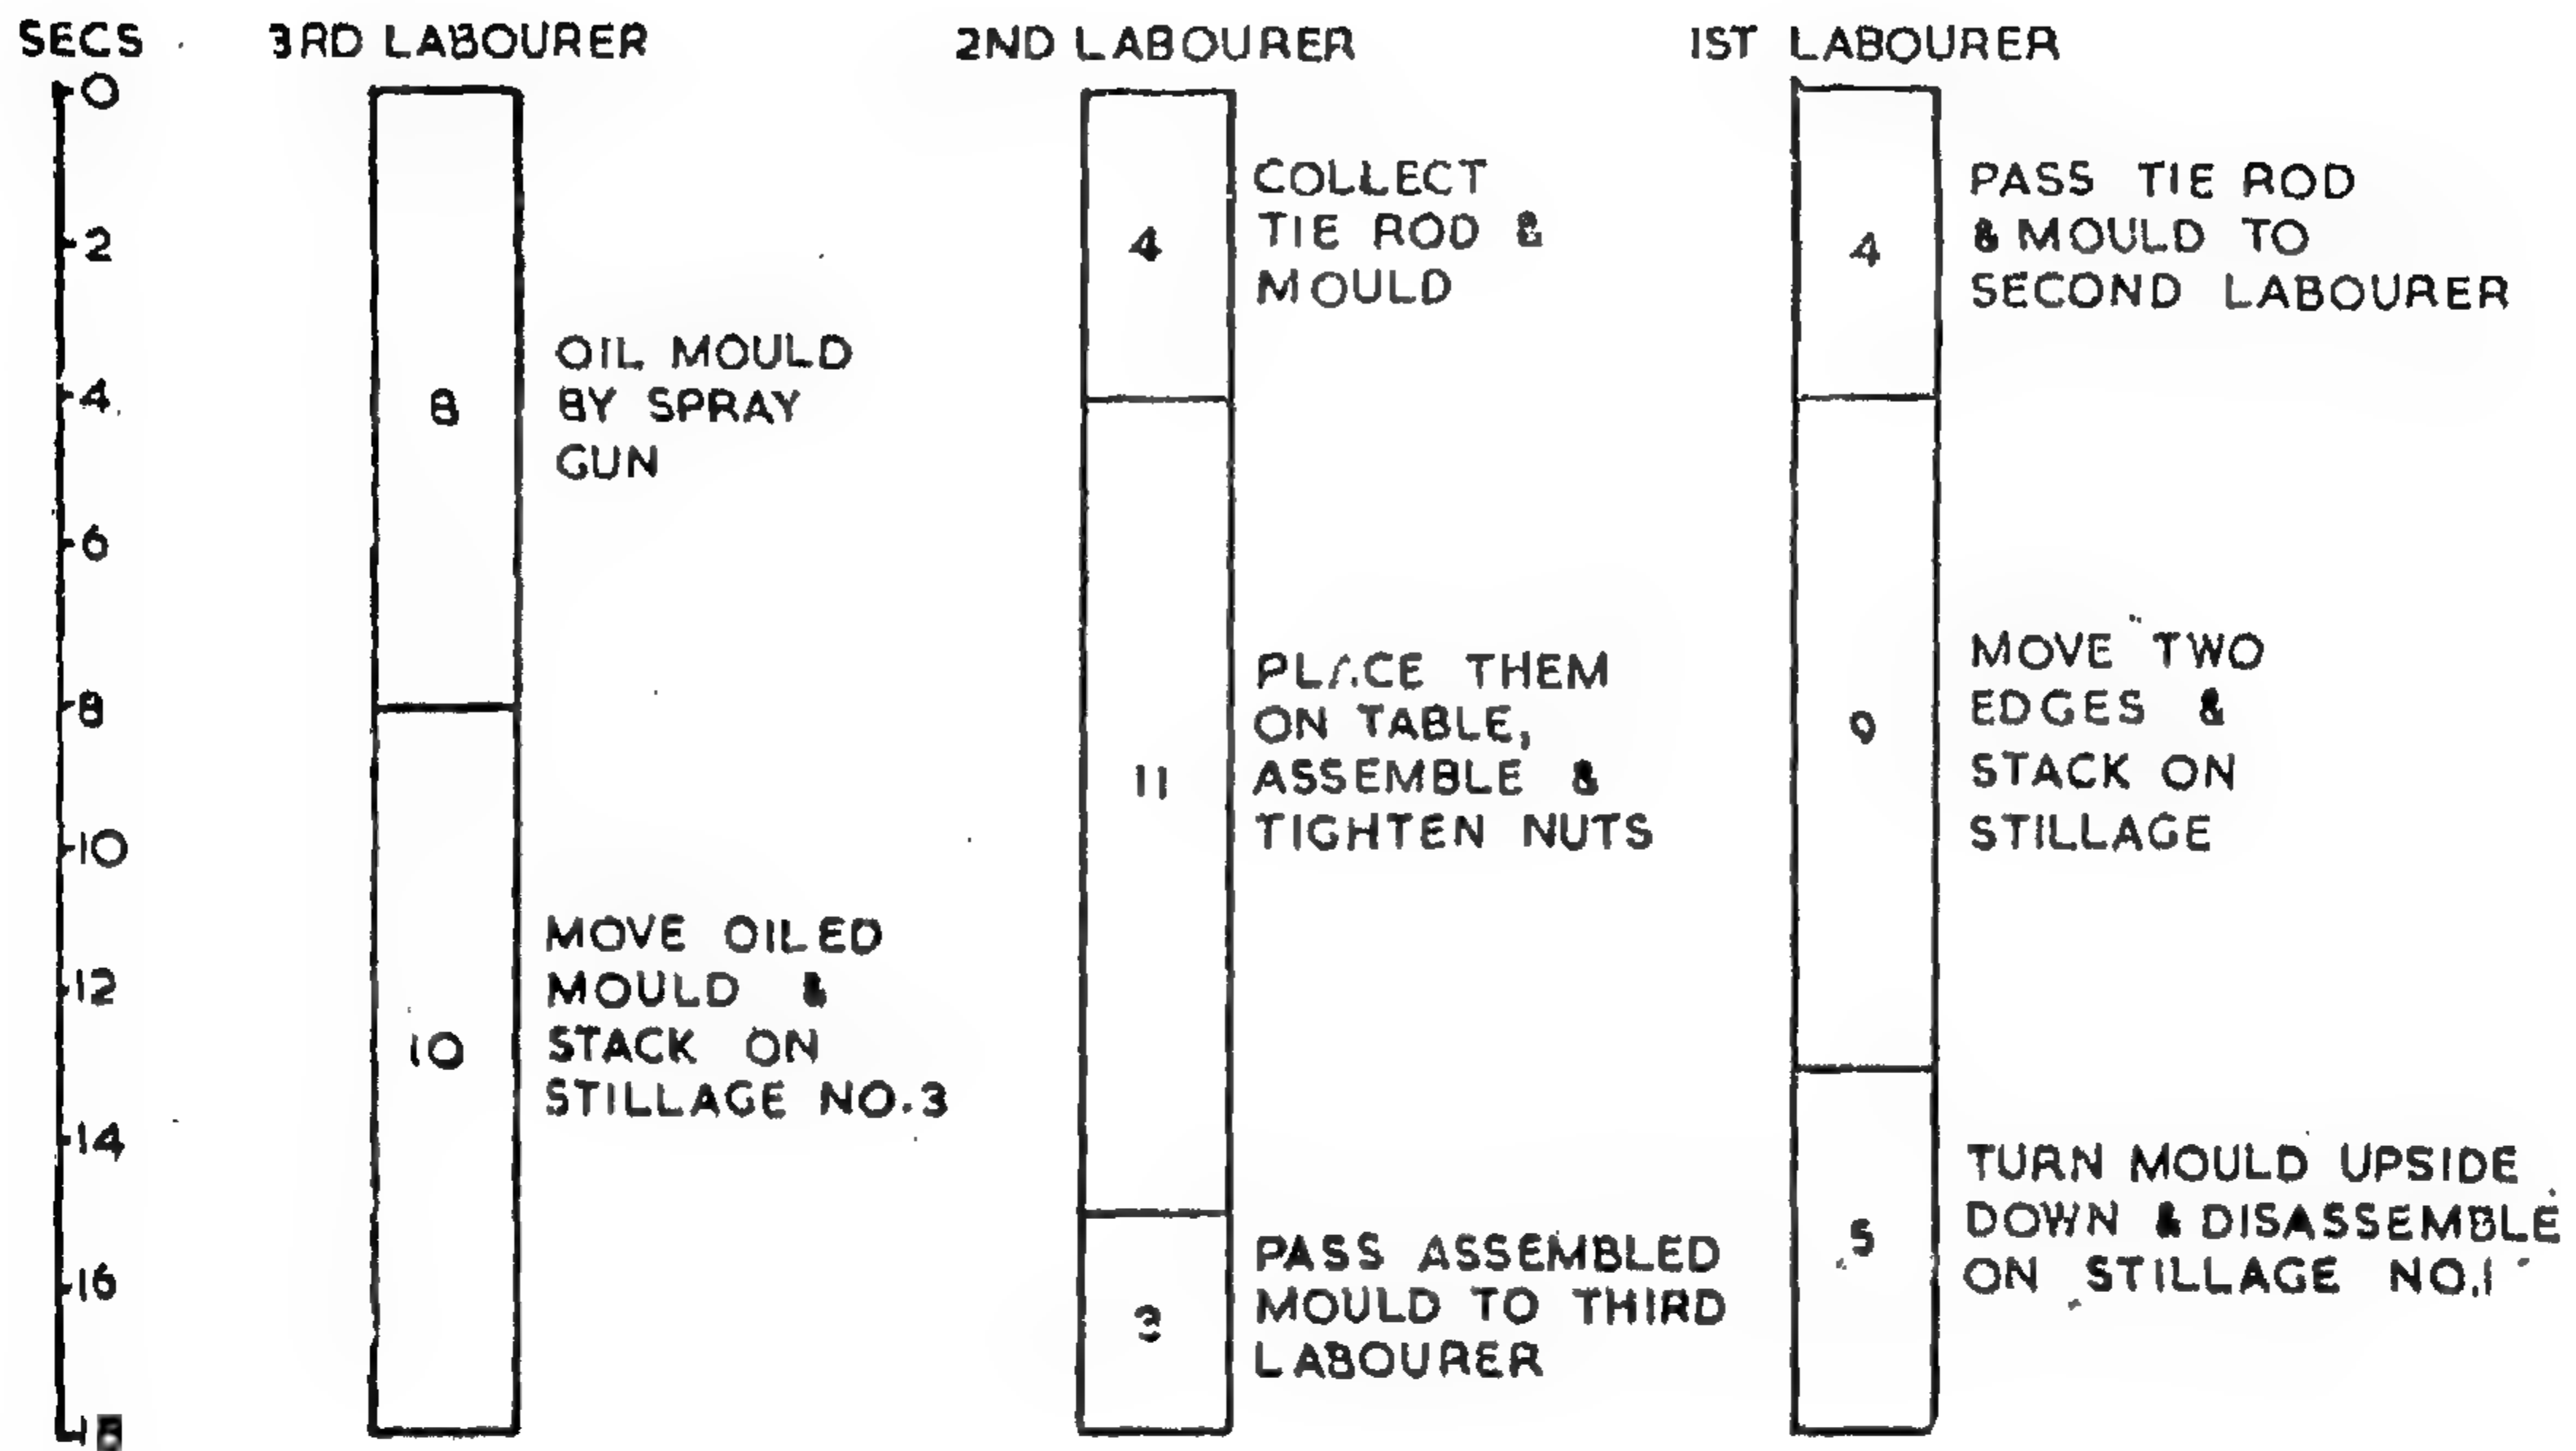 SECS
3RD LABOURER
2ND LABOURER
1ST LABOURER
0
2
4
6
8
10
12
14
16
8
OIL MOULD
BY SPRAY
GUN
10
MOVE OILED
MOULD &
STACK ON
STILLAGE NO.3
4
COLLECT
TIE ROD &
MOULD
11
PLACE THEM
ON TABLE,
ASSEMBLE &
TIGHTEN NUTS
3
PASS ASSEMBLED
MOULD TO THIRD
LABOURER
4
PASS TIE ROD
& MOULD TO
SECOND LABOURER
9
MOVE TWO
EDGES &
STACK ON
STILLAGE
5
TURN MOULD UPSIDE
DOWN & DISASSEMBLE
ON STILLAGE NO.1